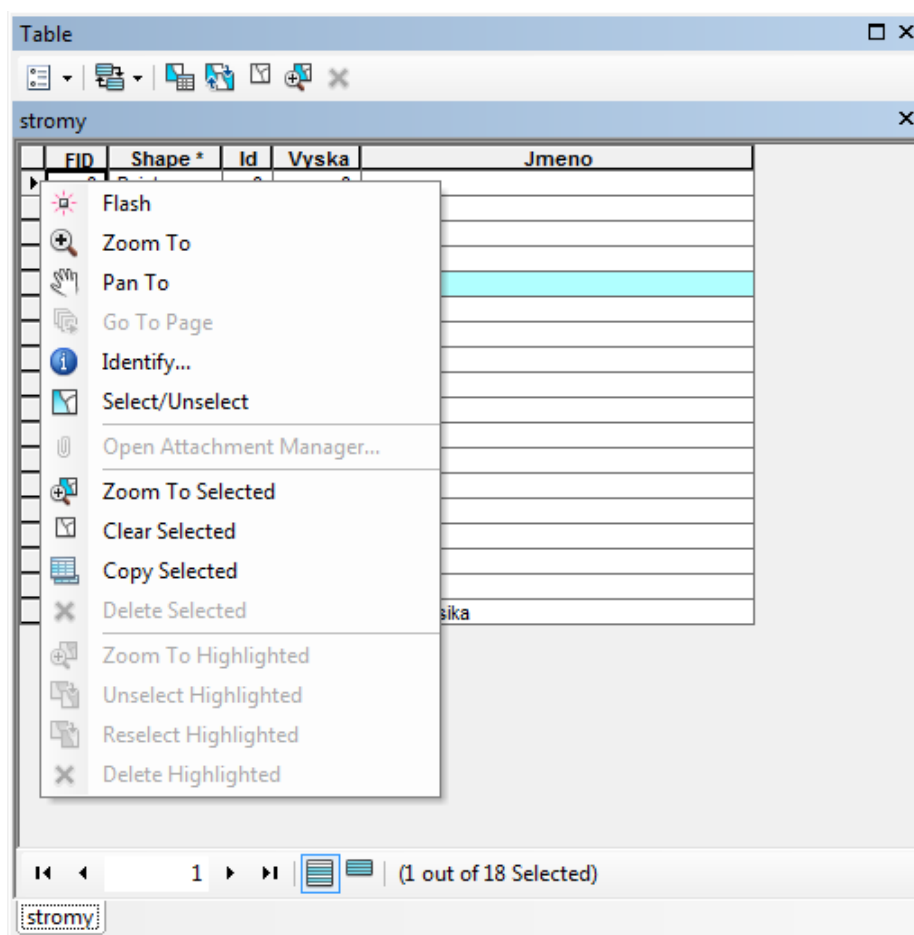 Table
stromy
FID Shape * Id Vyska Jmeno
Flash
Zoom To
Pan To
Go To Page
Identify...
Select/Unselect
Open Attachment Manager...
Zoom To Selected
Clear Selected
Copy Selected
Delete Selected
sika
Zoom To Highlighted
Unselect Highlighted
Reselect Highlighted
Delete Highlighted
1 (1 out of 18 Selected)
stromy